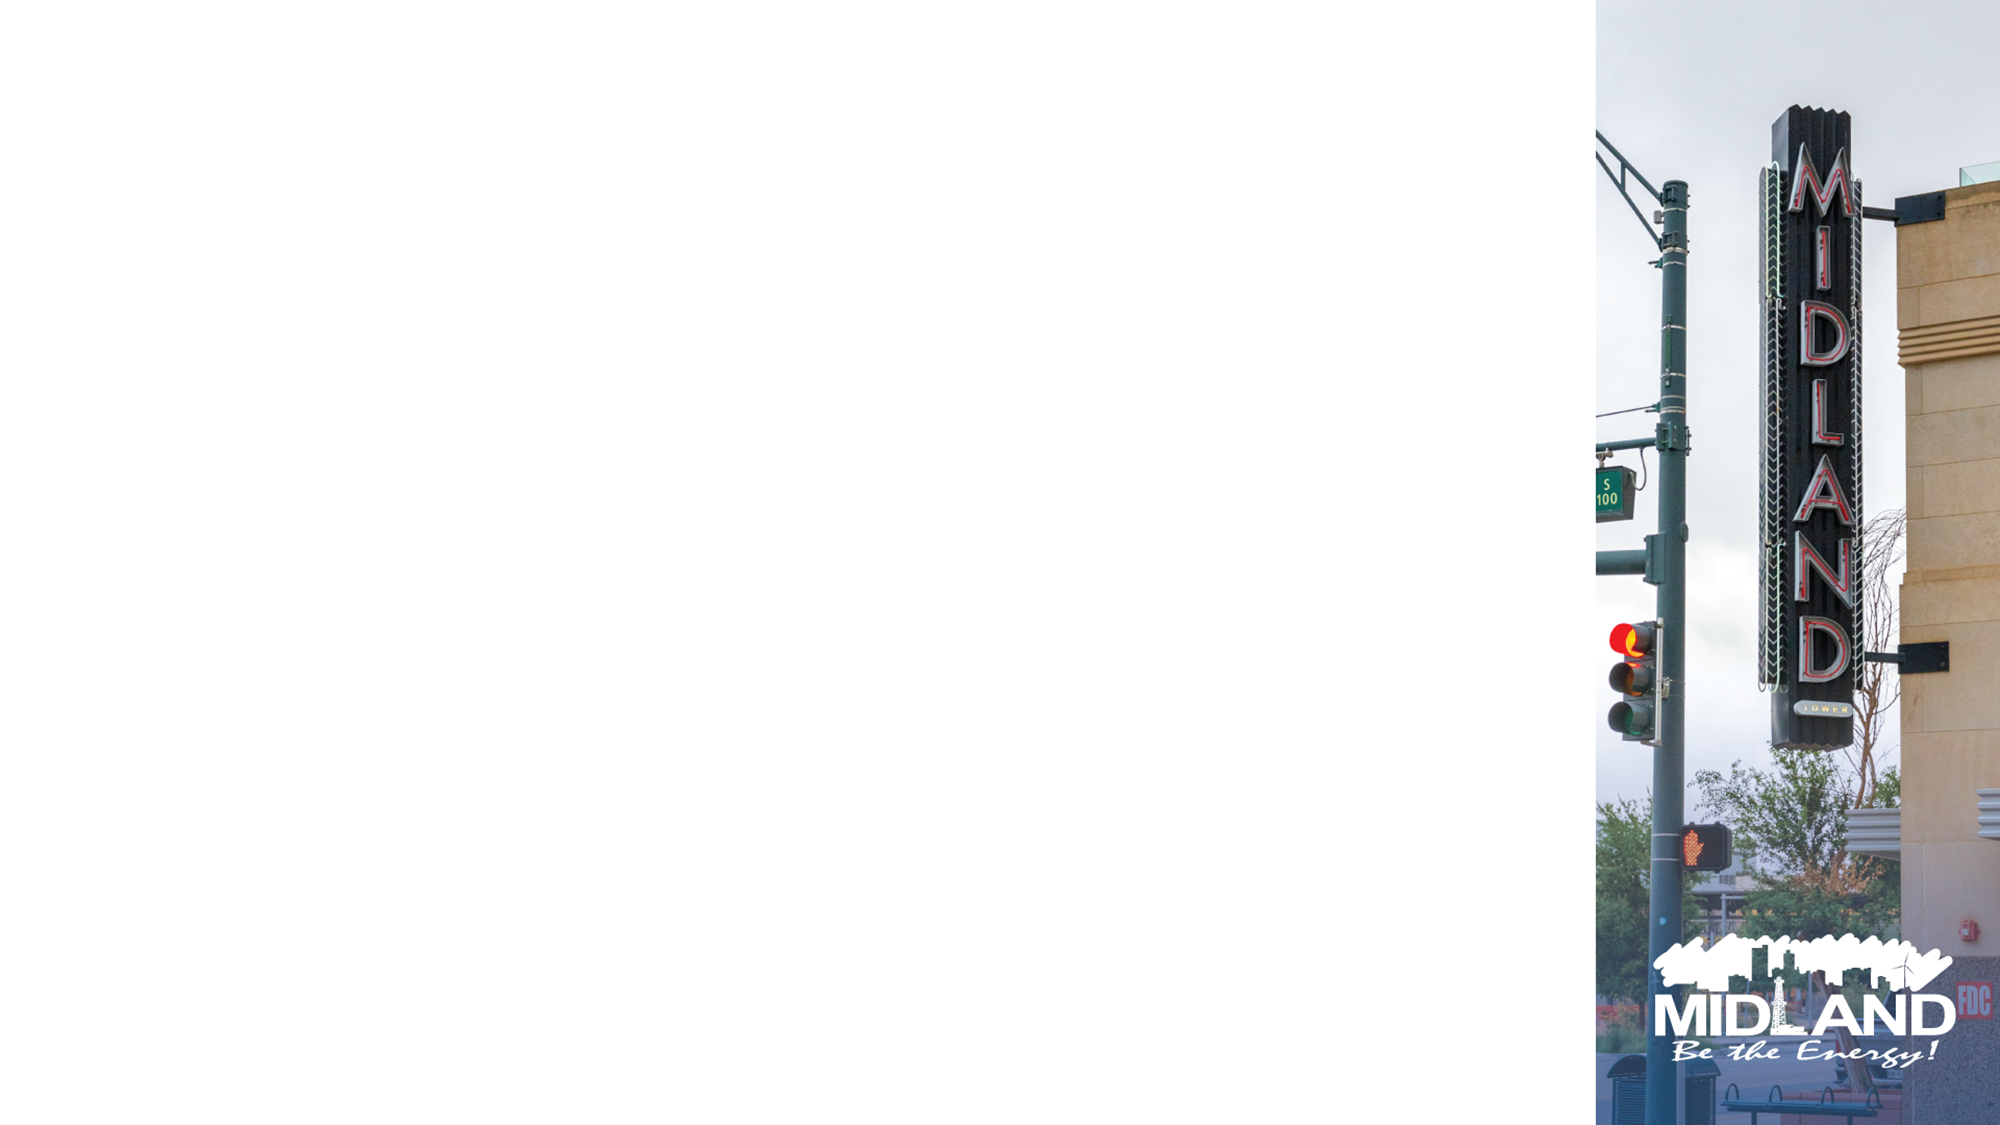 MIDLAND
TOWER
S
100
FDC
MIDLAND
Be the Energy!